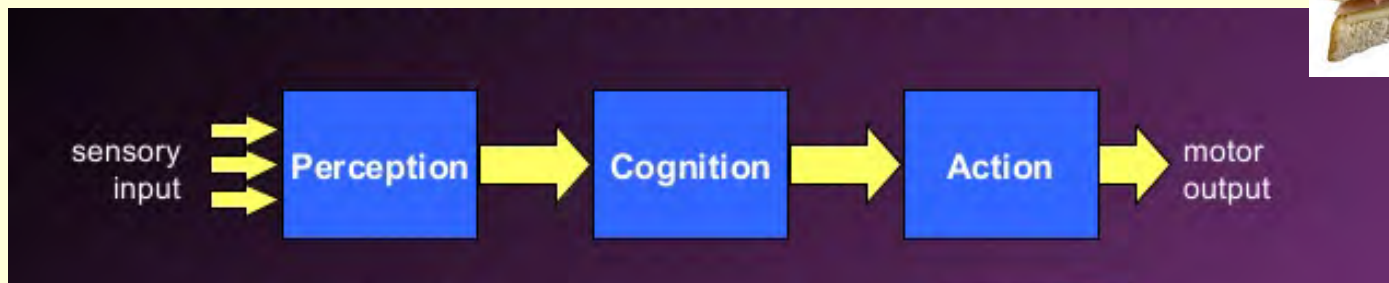 sensory
input
Perception
Cognition
Action
motor
output